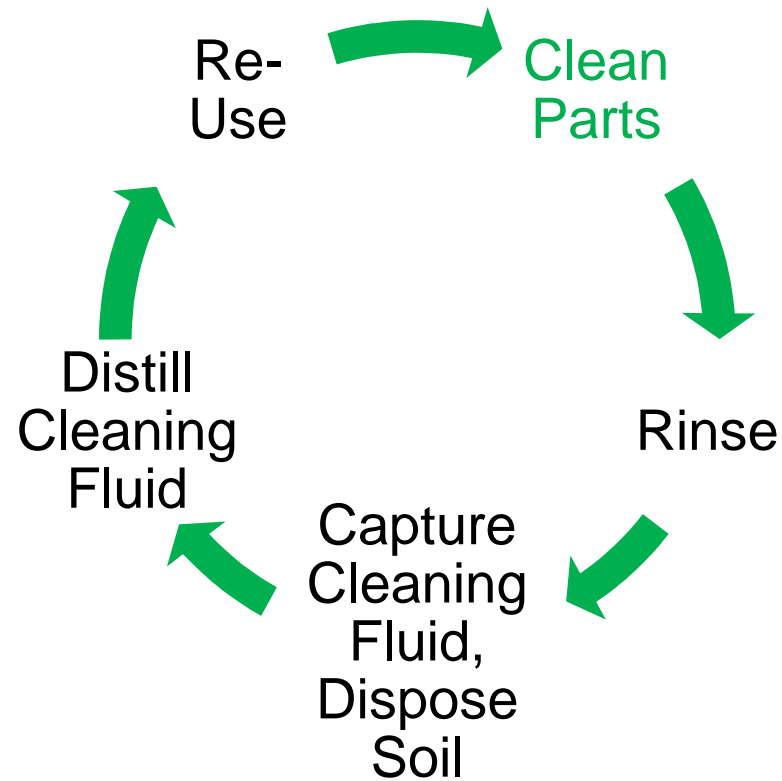 Re-
Use
Clean
Parts
Rinse
Capture
Cleaning
Fluid,
Dispose
Soil
Distill
Cleaning
Fluid